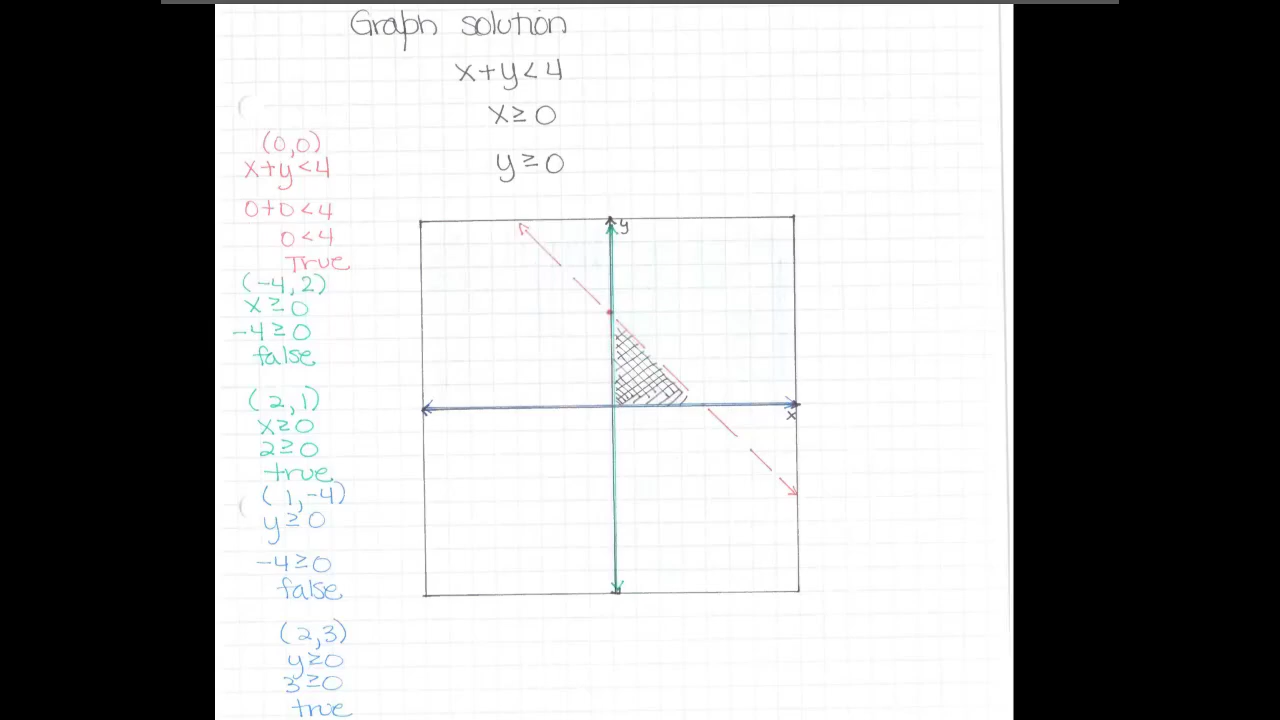 Graph solution
x+y<4
x≥0
y≥0
(0,0)
x+y<4
0+0<4
0<4
True
(-4,2)
x≥0
-4≥0
false
(2,1)
x≥0
2≥0
true
(1,-4)
y≥0
-4≥0
false
(2,3)
y≥0
3≥0
true
y
x